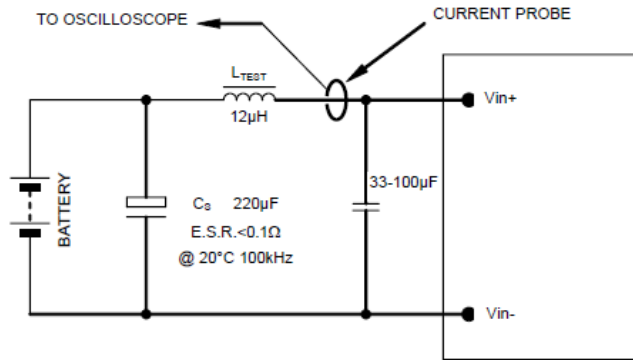 TO OSCILLOSCOPE
CURRENT PROBE
LTEST
12µH
Vin+
BATTERY
33-100µF
CS 220µF
E.S.R.<0.1Ω
@ 20°C 100kHz
Vin-